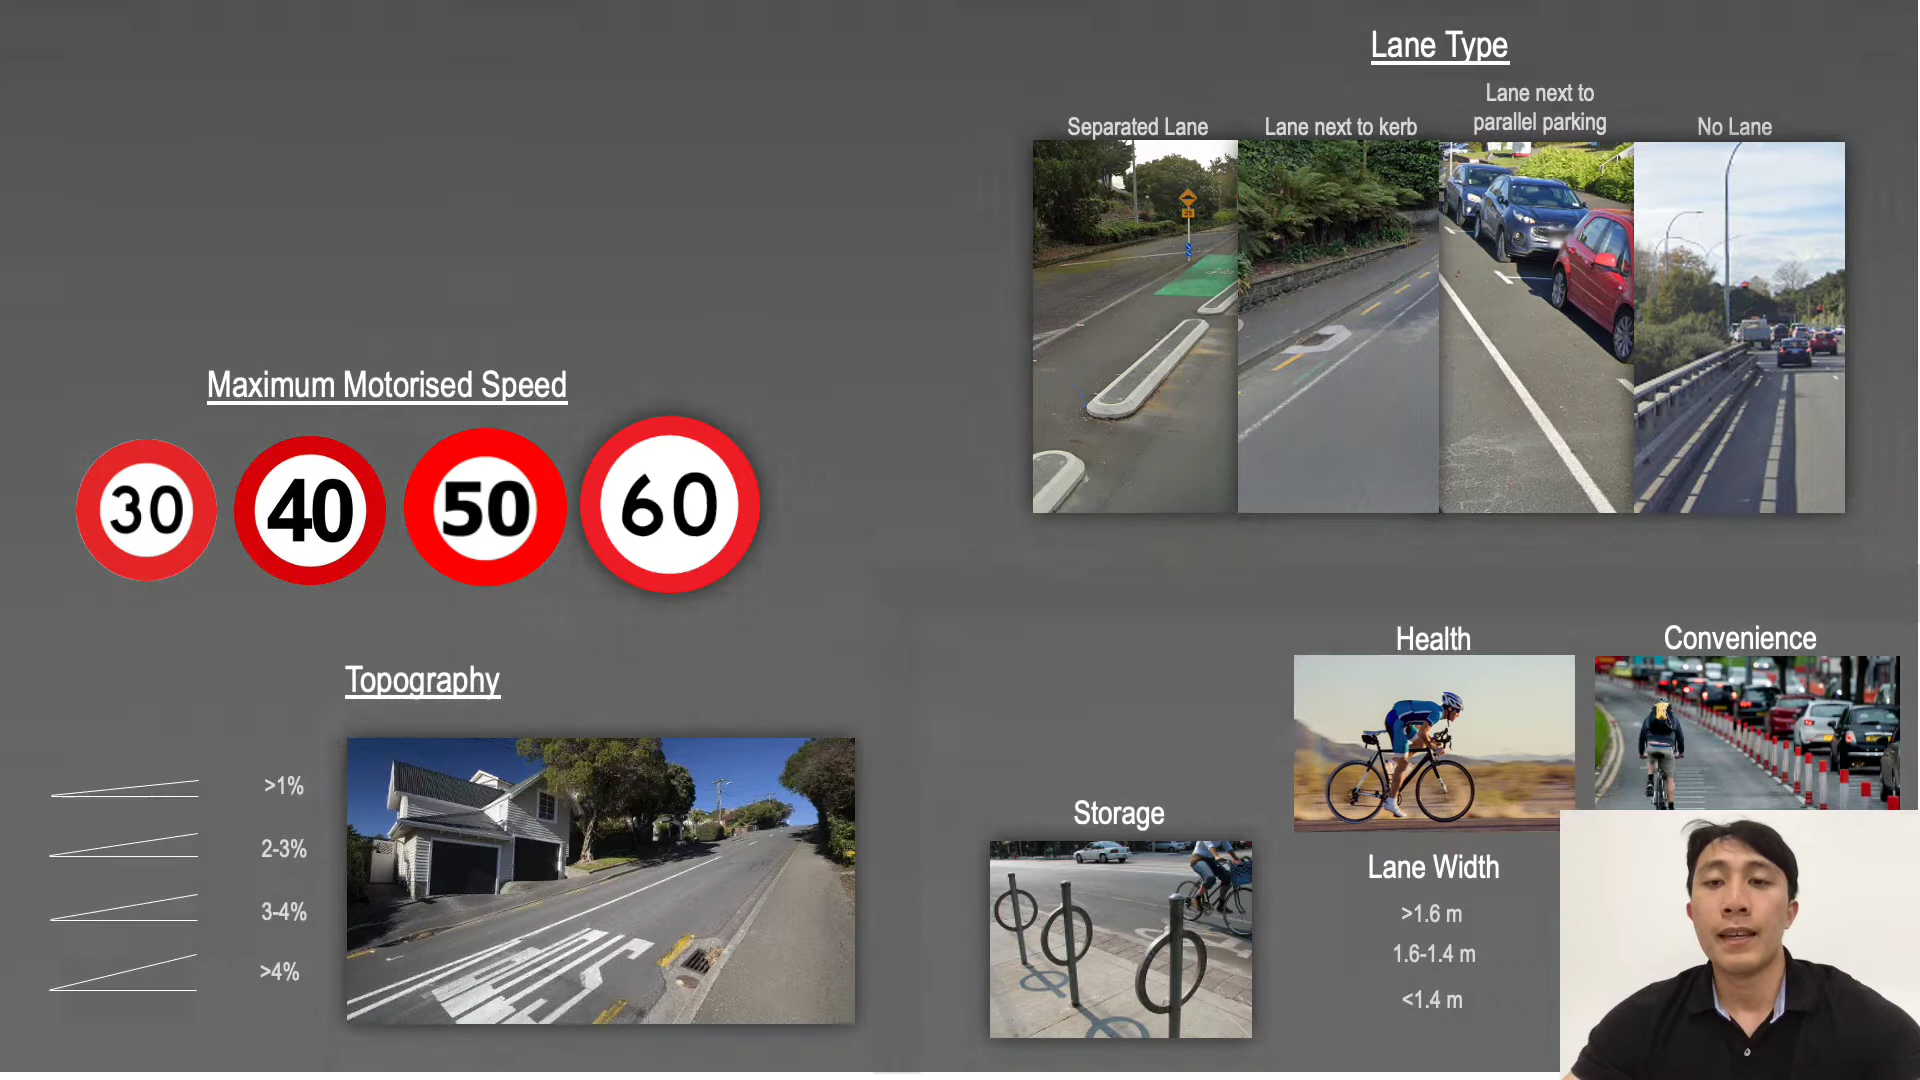 Lane Type
Separated Lane
Lane next to kerb
Lane next to
parallel parking
No Lane
25
Maximum Motorised Speed
30
40
50
60
Topography
>1%
2-3%
3-4%
>4%
Health
Convenience
Storage
Lane Width
>1.6 m
1.6-1.4 m
<1.4 m